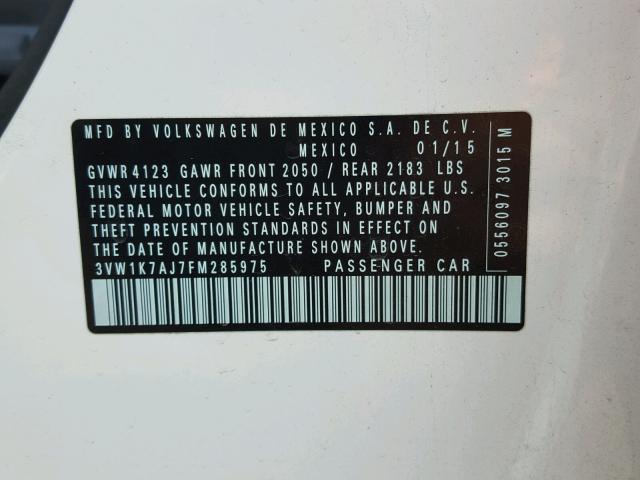 MFD BY VOLKSWAGEN DE MEXICO S.A. DE C.V.
MEXICO 01/15
GVWR 4123 GAWR FRONT 2050 / REAR 2183 LBS
THIS VEHICLE CONFORMS TO ALL APPLICABLE U.S.
FEDERAL MOTOR VEHICLE SAFETY, BUMPER AND
THEFT PREVENTION STANDARDS IN EFFECT ON
THE DATE OF MANUFACTURE SHOWN ABOVE.
3VW1K7AJ7FM285975 PASSENGER CAR
0556097 3015 M